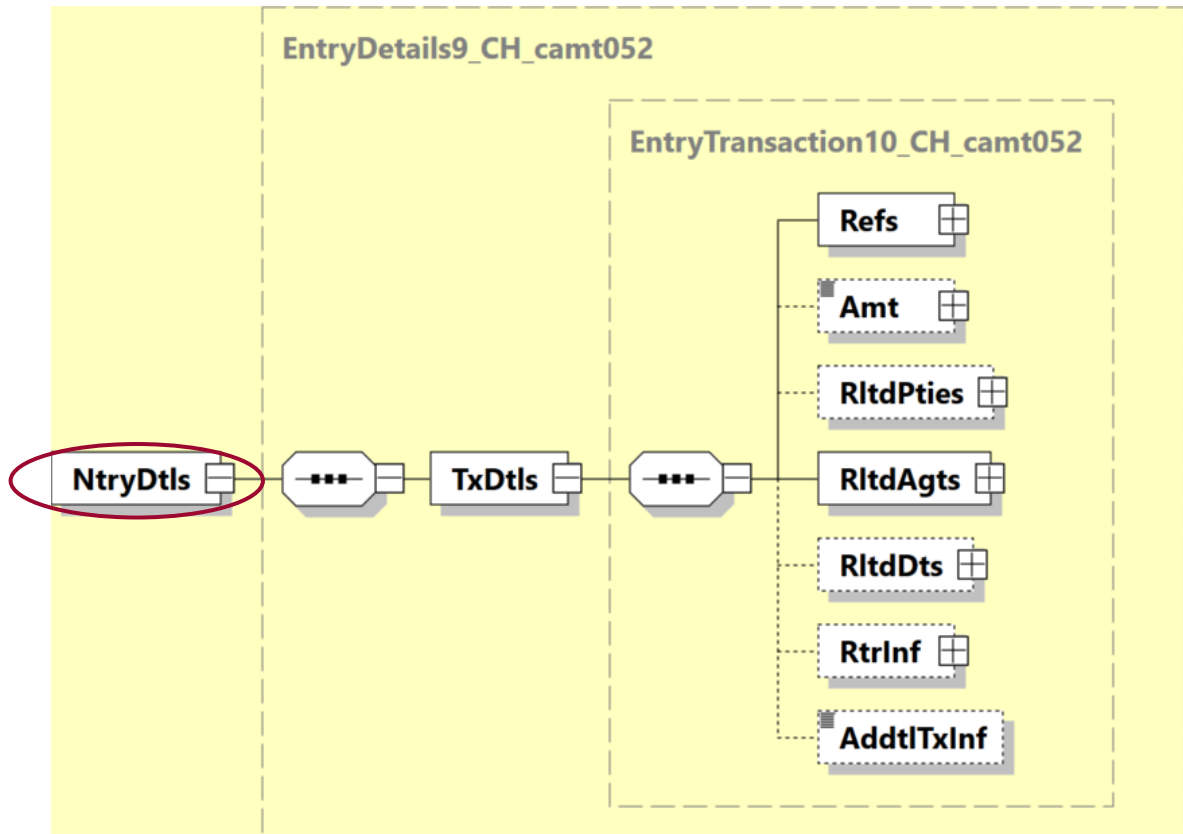 EntryDetails9_CH_camt052
EntryTransaction10_CH_camt052
Refs
Amt
RltdPties
NtryDtls
TxDtls
RltdAgts
RltdDts
RtrInf
AddtlTxInf